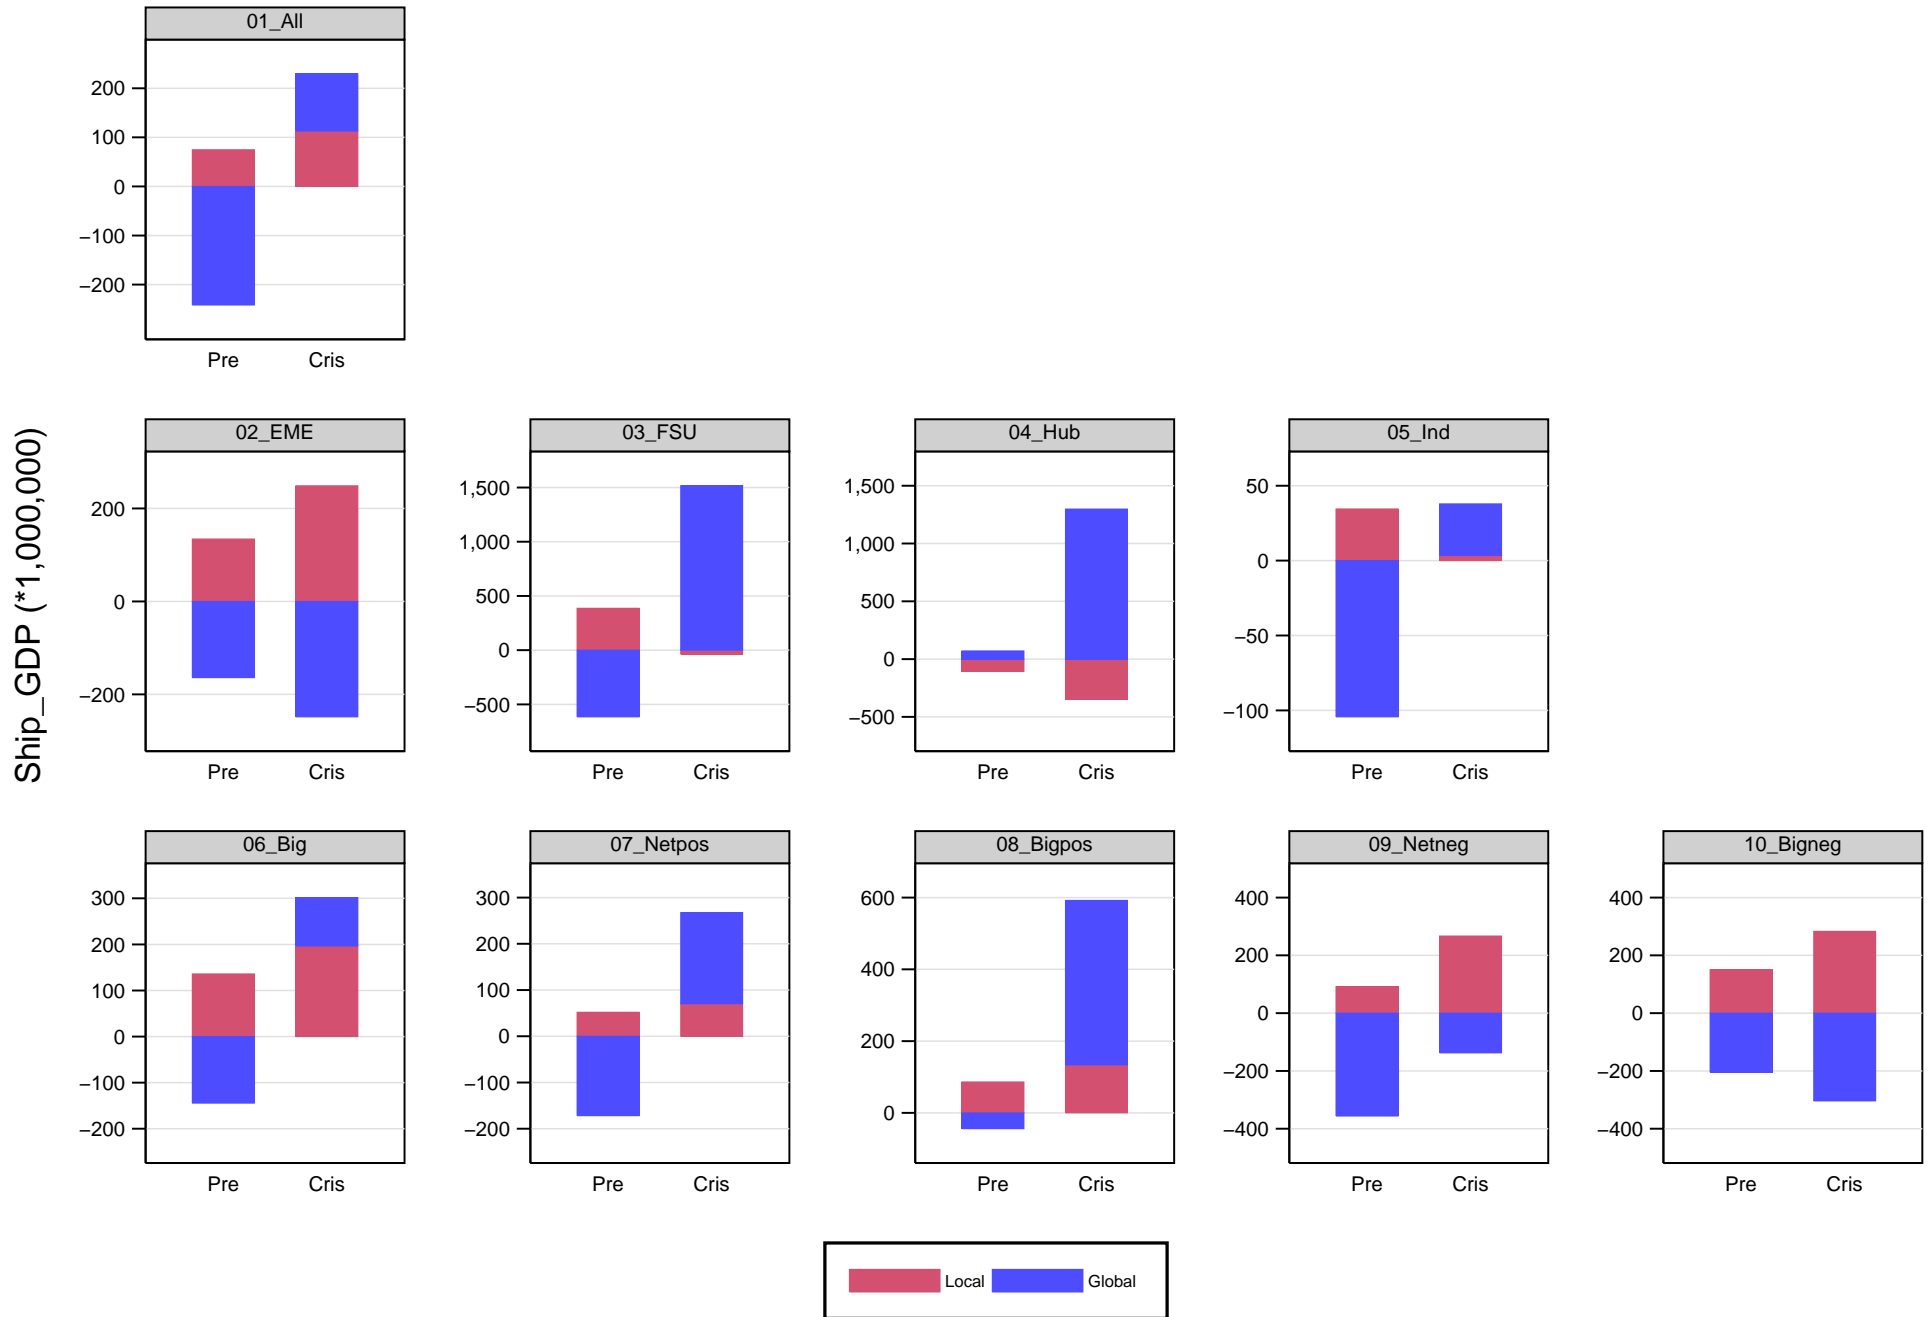 Ship_GDP (*1,000,000)
01_All
200
100
0
−100
−200
Pre Cris
02_EME
200
0
−200
Pre Cris
03_FSU
1,500
1,000
500
0
−500
Pre Cris
04_Hub
1,500
1,000
500
0
−500
Pre Cris
05_Ind
50
0
−50
−100
Pre Cris
06_Big
300
200
100
0
−100
−200
Pre Cris
07_Netpos
300
200
100
0
−100
−200
Pre Cris
08_Bigpos
600
400
200
0
Pre Cris
09_Netneg
400
200
0
−200
−400
Pre Cris
10_Bigneg
400
200
0
−200
−400
Pre Cris
Local Global